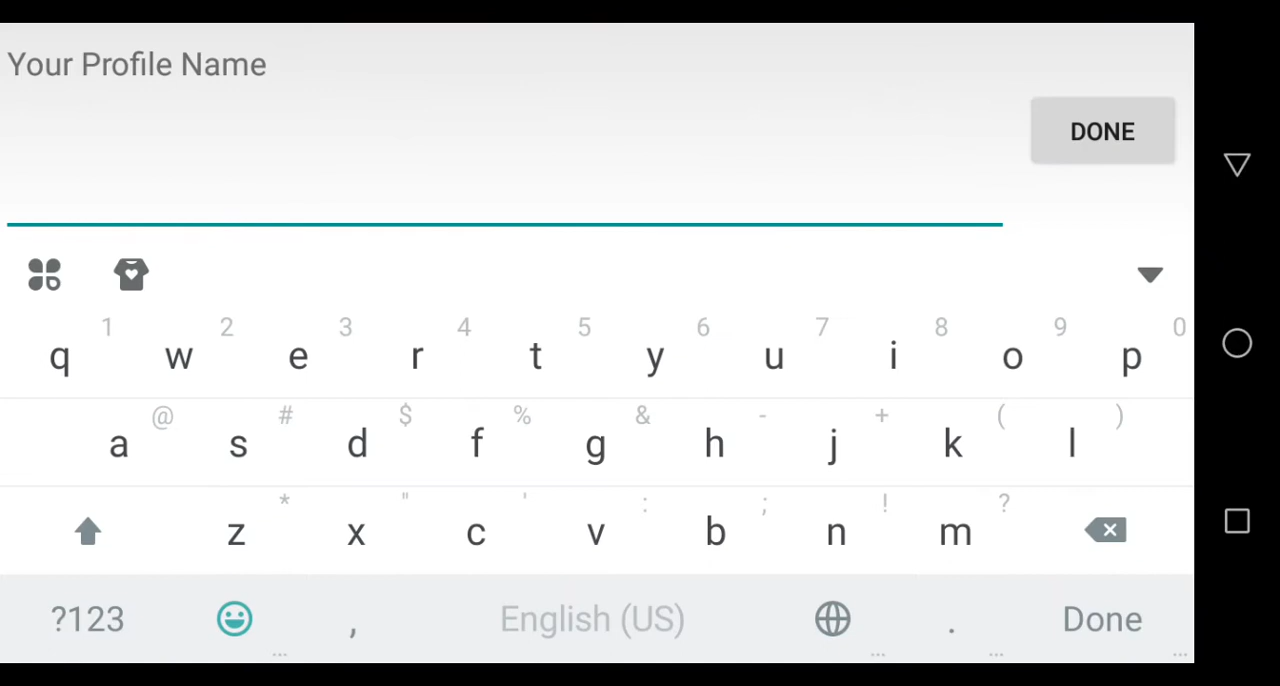 Your Profile Name
DONE
1 2 3 4 5 6 7 8 9 0
q w e r t y u i o p
@ # $ % & - + ( )
a s d f g h j k l
* " ' : ; ! ?
z x c v b n m
?123 , English (US) . Done